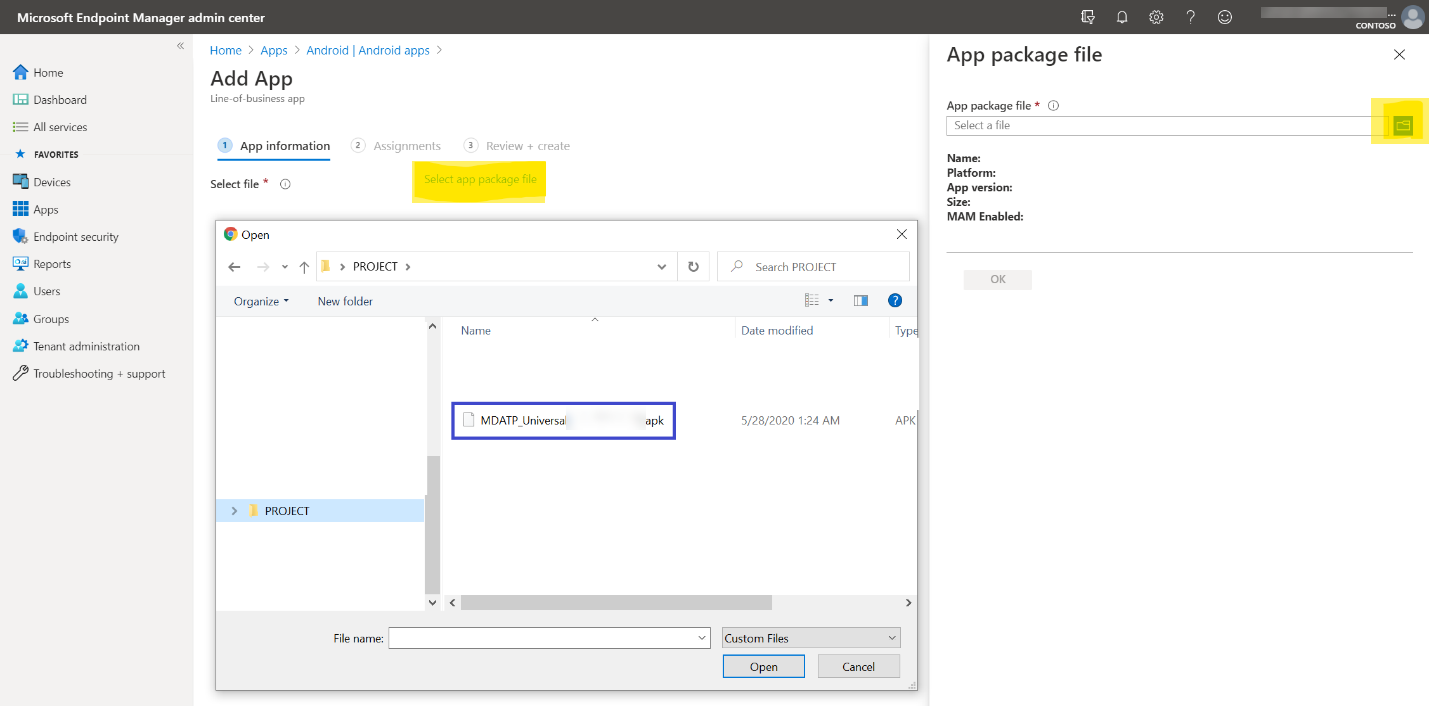 Microsoft Endpoint Manager admin center
...
CONTOSO
«
Home
Dashboard
All services
FAVORITES
Devices
Apps
Endpoint security
Reports
Users
Groups
Tenant administration
Troubleshooting + support
Home > Apps > Android | Android apps >
Add App
Line-of-business app
1 App information 2 Assignments 3 Review + create
Select file * Select app package file
Open
PROJECT
Search PROJECT
Organize New folder
Name Date modified Type
MDATP_Universal apk 5/28/2020 1:24 AM APK
PROJECT
File name: Custom Files
Open Cancel
App package file
App package file *
Select a file
Name:
Platform:
App version:
Size:
MAM Enabled:
OK